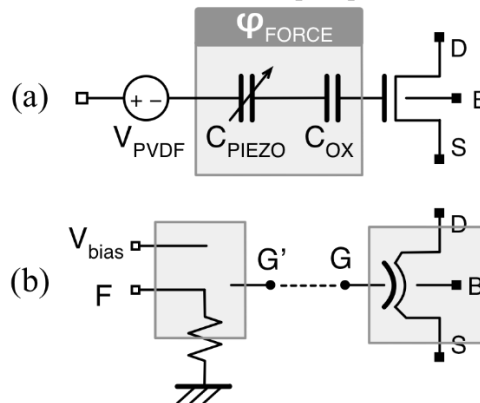 φFORCE
(a)
+ −
VPVDF
CPIEZO
COX
D
S
(b)
Vbias
F
G'
G
D
B
S